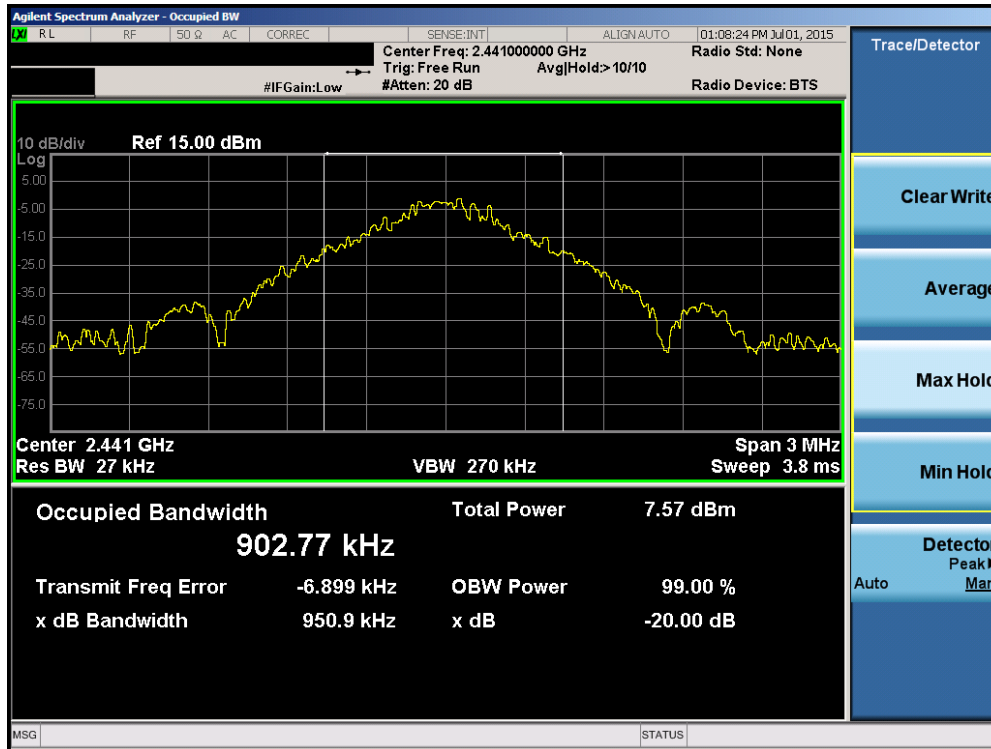 Agilent Spectrum Analyzer - Occupied BW
LXI RL RF 50 Ω AC CORREC SENSE:INT ALIGN AUTO 01:08:24 PM Jul 01, 2015
Center Freq: 2.441000000 GHz Radio Std: None
Trig: Free Run Avg|Hold:> 10/10
#IFGain:Low #Atten: 20 dB Radio Device: BTS
10 dB/div Ref 15.00 dBm
Log
5.00
-5.00
-15.0
-25.0
-35.0
-45.0
-55.0
-65.0
-75.0
Center 2.441 GHz Span 3 MHz
Res BW 27 kHz VBW 270 kHz Sweep 3.8 ms
Occupied Bandwidth Total Power 7.57 dBm
902.77 kHz
Transmit Freq Error -6.899 kHz OBW Power 99.00 %
x dB Bandwidth 950.9 kHz x dB -20.00 dB
MSG STATUS
Trace/Detector
Clear Write
Average
Max Hold
Min Hold
Detector
Peak
Auto Man